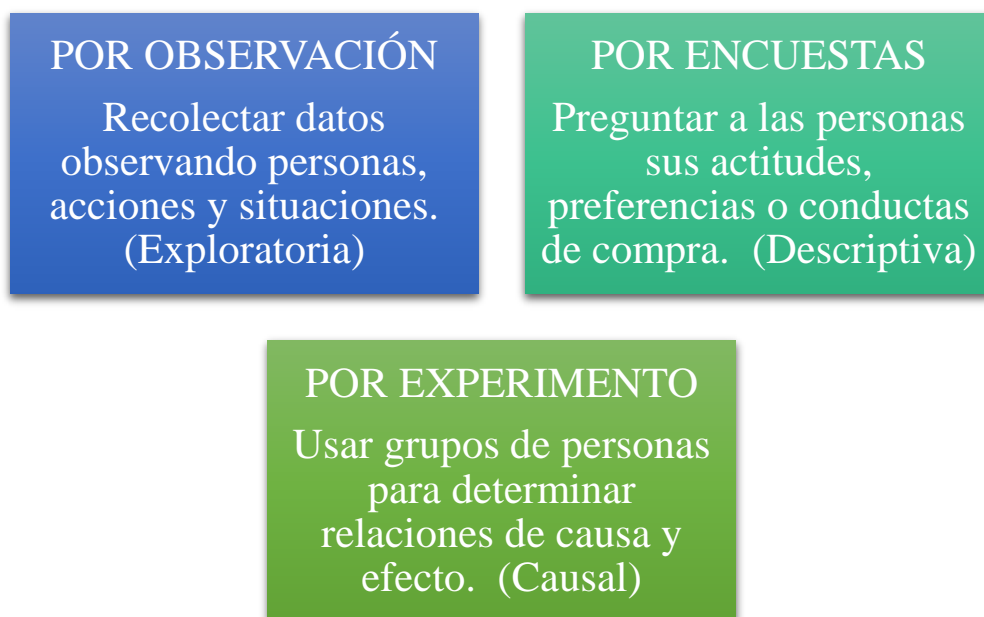 POR OBSERVACIÓN
Recolectar datos
observando personas,
acciones y situaciones.
(Exploratoria)
POR ENCUESTAS
Preguntar a las personas
sus actitudes,
preferencias o conductas
de compra.  (Descriptiva)
POR EXPERIMENTO
Usar grupos de personas
para determinar
relaciones de causa y
efecto.  (Causal)